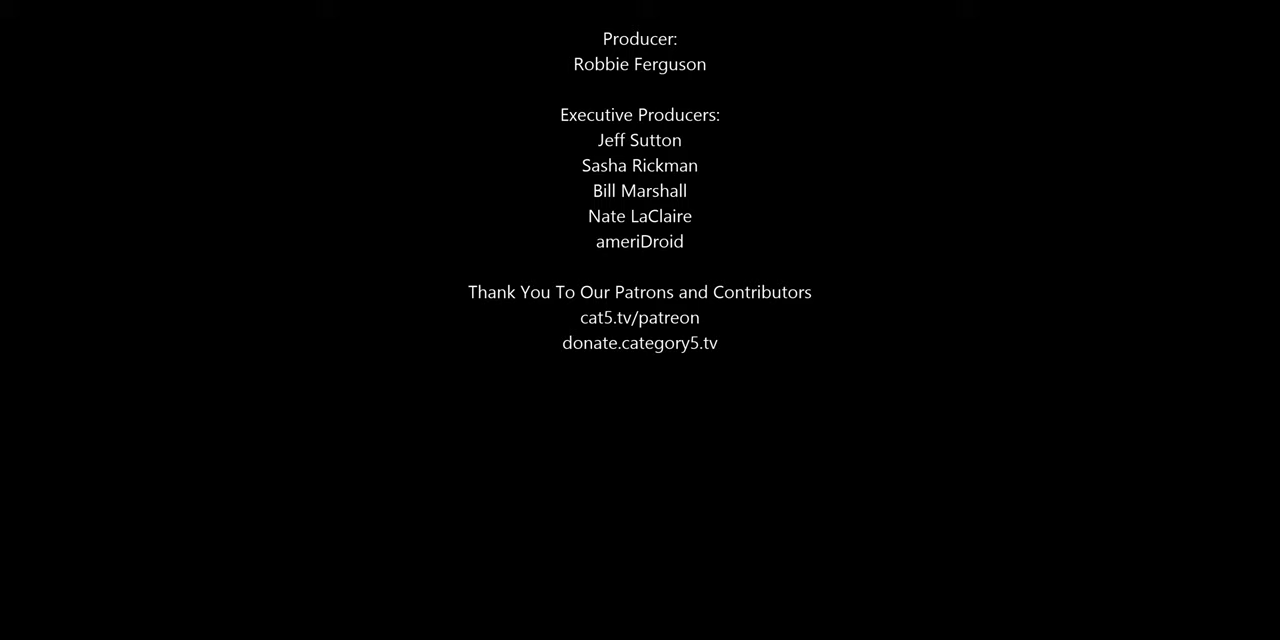 Producer:
Robbie Ferguson
Executive Producers:
Jeff Sutton
Sasha Rickman
Bill Marshall
Nate LaClaire
ameriDroid
Thank You To Our Patrons and Contributors
cat5.tv/patreon
donate.category5.tv